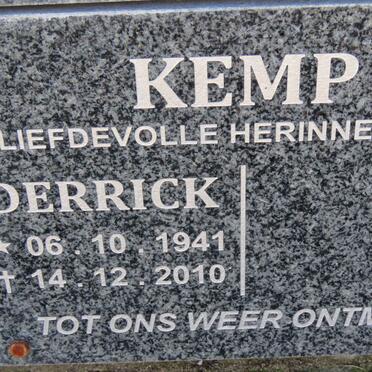 KEMP
LIEFDEVOLLE HERINNE
DERRICK
* 06 . 10 . 1941
† 14 . 12 . 2010
TOT ONS WEER ONTM